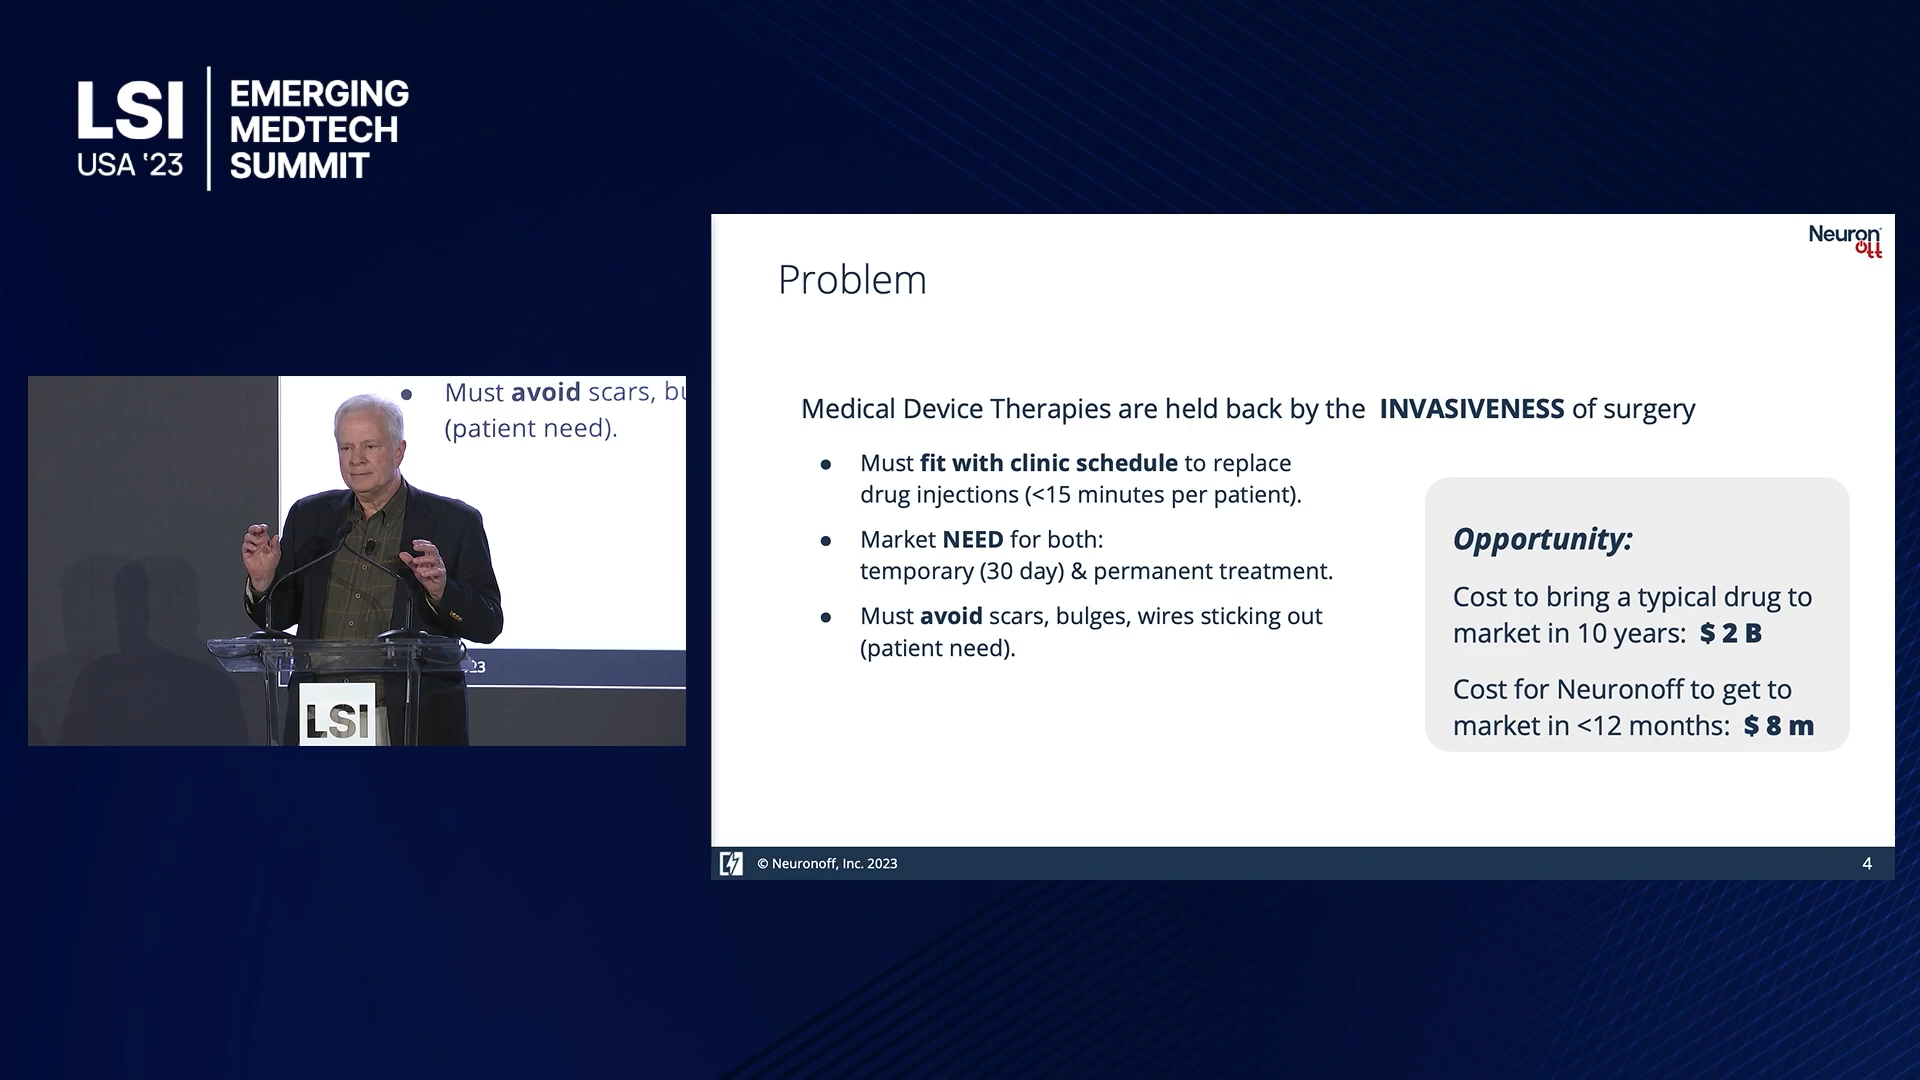 LSI
USA '23
EMERGING
MEDTECH
SUMMIT
Must avoid scars, bu
(patient need).
23
LSI
Neuron
off
Problem
Medical Device Therapies are held back by the INVASIVENESS of surgery
● Must fit with clinic schedule to replace
drug injections (<15 minutes per patient).
● Market NEED for both:
temporary (30 day) & permanent treatment.
● Must avoid scars, bulges, wires sticking out
(patient need).
Opportunity:
Cost to bring a typical drug to
market in 10 years: $ 2 B
Cost for Neuronoff to get to
market in <12 months: $ 8 m
© Neuronoff, Inc. 2023
4